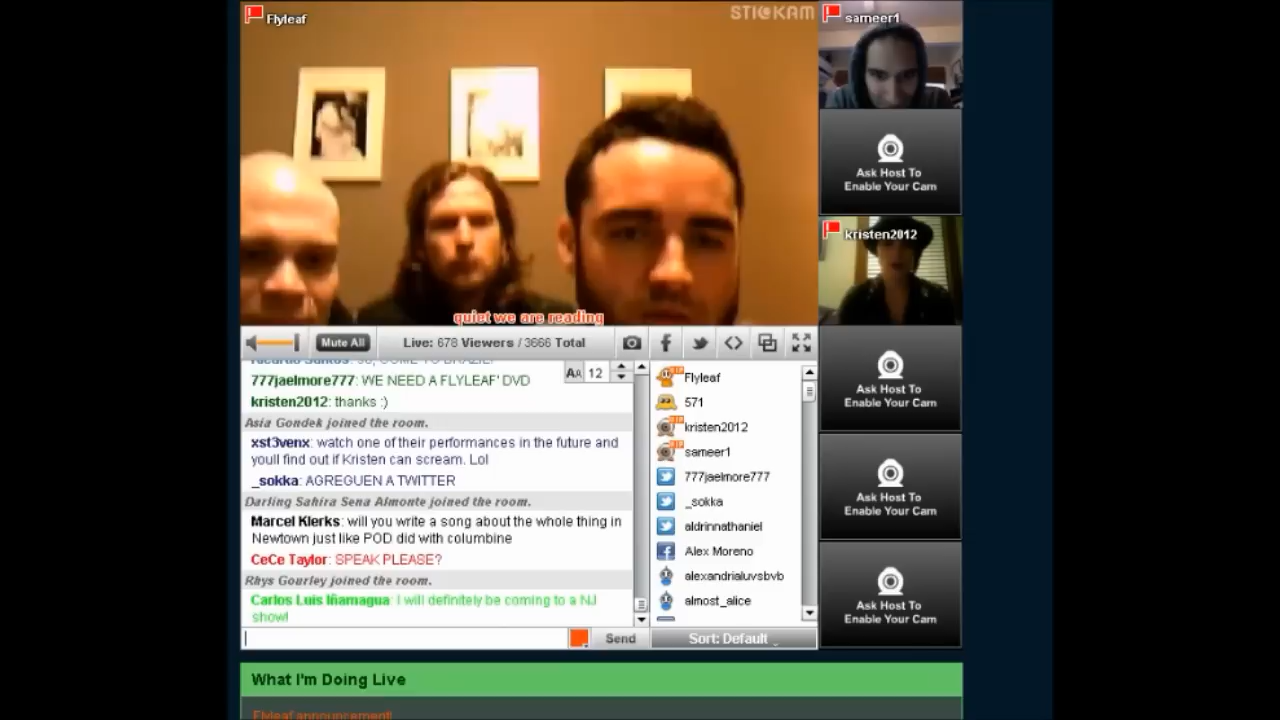 Flyleaf
STICKAM
sameer1
Ask Host To
Enable Your Cam
kristen2012
quiet we are reading
Mute All
Live: 678 Viewers / 3666 Total
Ask Host To
Enable Your Cam
AA 12
777jaelmore777: WE NEED A FLYLEAF' DVD
kristen2012: thanks :)
Asia Gondek joined the room.
xst3venx: watch one of their performances in the future and
youll find out if Kristen can scream. Lol
_sokka: AGREGUEN A TWITTER
Darling Sahira Sena Almonte joined the room.
Marcel Klerks: will you write a song about the whole thing in
Newtown just like POD did with columbine
CeCe Taylor: SPEAK PLEASE?
Rhys Gourley joined the room.
Carlos Luis Iñamagua: I will definitely be coming to a NJ
show!
Send
Flyleaf
571
kristen2012
sameer1
777jaelmore777
_sokka
aldrinnathaniel
Alex Moreno
alexandrialuvsbvb
almost_alice
Sort: Default
Ask Host To
Enable Your Cam
Ask Host To
Enable Your Cam
What I'm Doing Live
Flyleaf announcement!